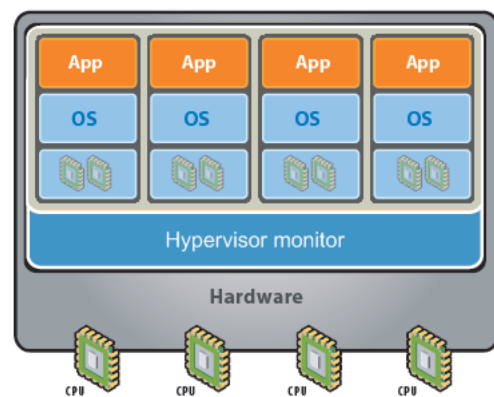 App App App App
OS OS OS OS
Hypervisor monitor
Hardware
CPU CPU CPU CPU